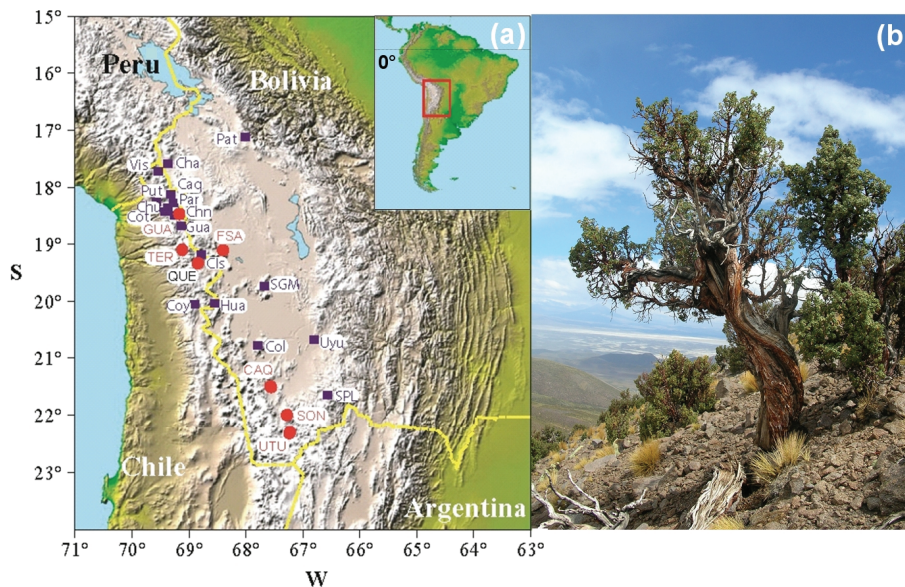 (a)
(b)
0°
15°
16°
17°
18°
19°
20°
21°
22°
23°
S
71°
70°
69°
68°
67°
66°
65°
64°
63°
W
Peru
Bolivia
Chile
Argentina
Pat
Vis
Cha
Caq
Put
Par
Chu
Chn
Cot
Gua
GUA
FSA
TER
Cls
QUE
SGM
Coy
Hua
Col
Uyu
CAQ
SPL
SON
UTU